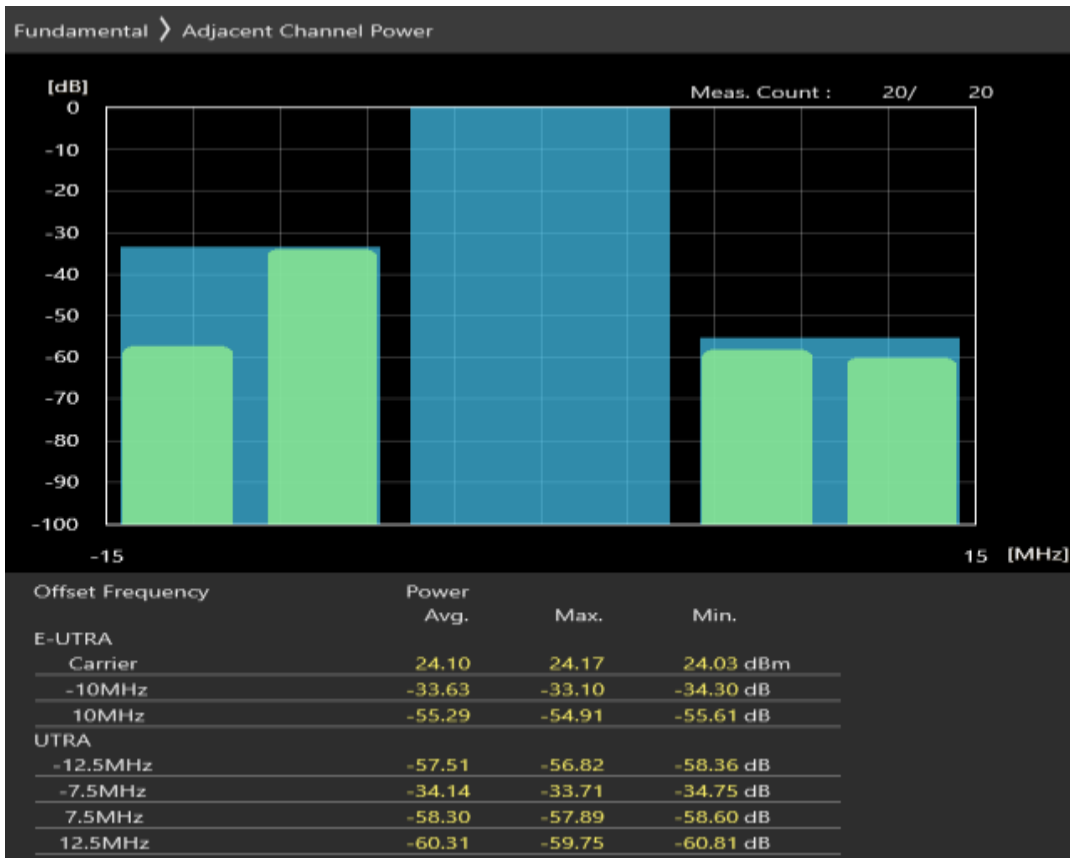 Fundamental ❯ Adjacent Channel Power
[dB]
Meas. Count : 20/ 20
0
-10
-20
-30
-40
-50
-60
-70
-80
-90
-100
-15 15 [MHz]
Offset Frequency Power
Avg. Max. Min.
E-UTRA
Carrier 24.10 24.17 24.03 dBm
-10MHz -33.63 -33.10 -34.30 dB
10MHz -55.29 -54.91 -55.61 dB
UTRA
-12.5MHz -57.51 -56.82 -58.36 dB
-7.5MHz -34.14 -33.71 -34.75 dB
7.5MHz -58.30 -57.89 -58.60 dB
12.5MHz -60.31 -59.75 -60.81 dB